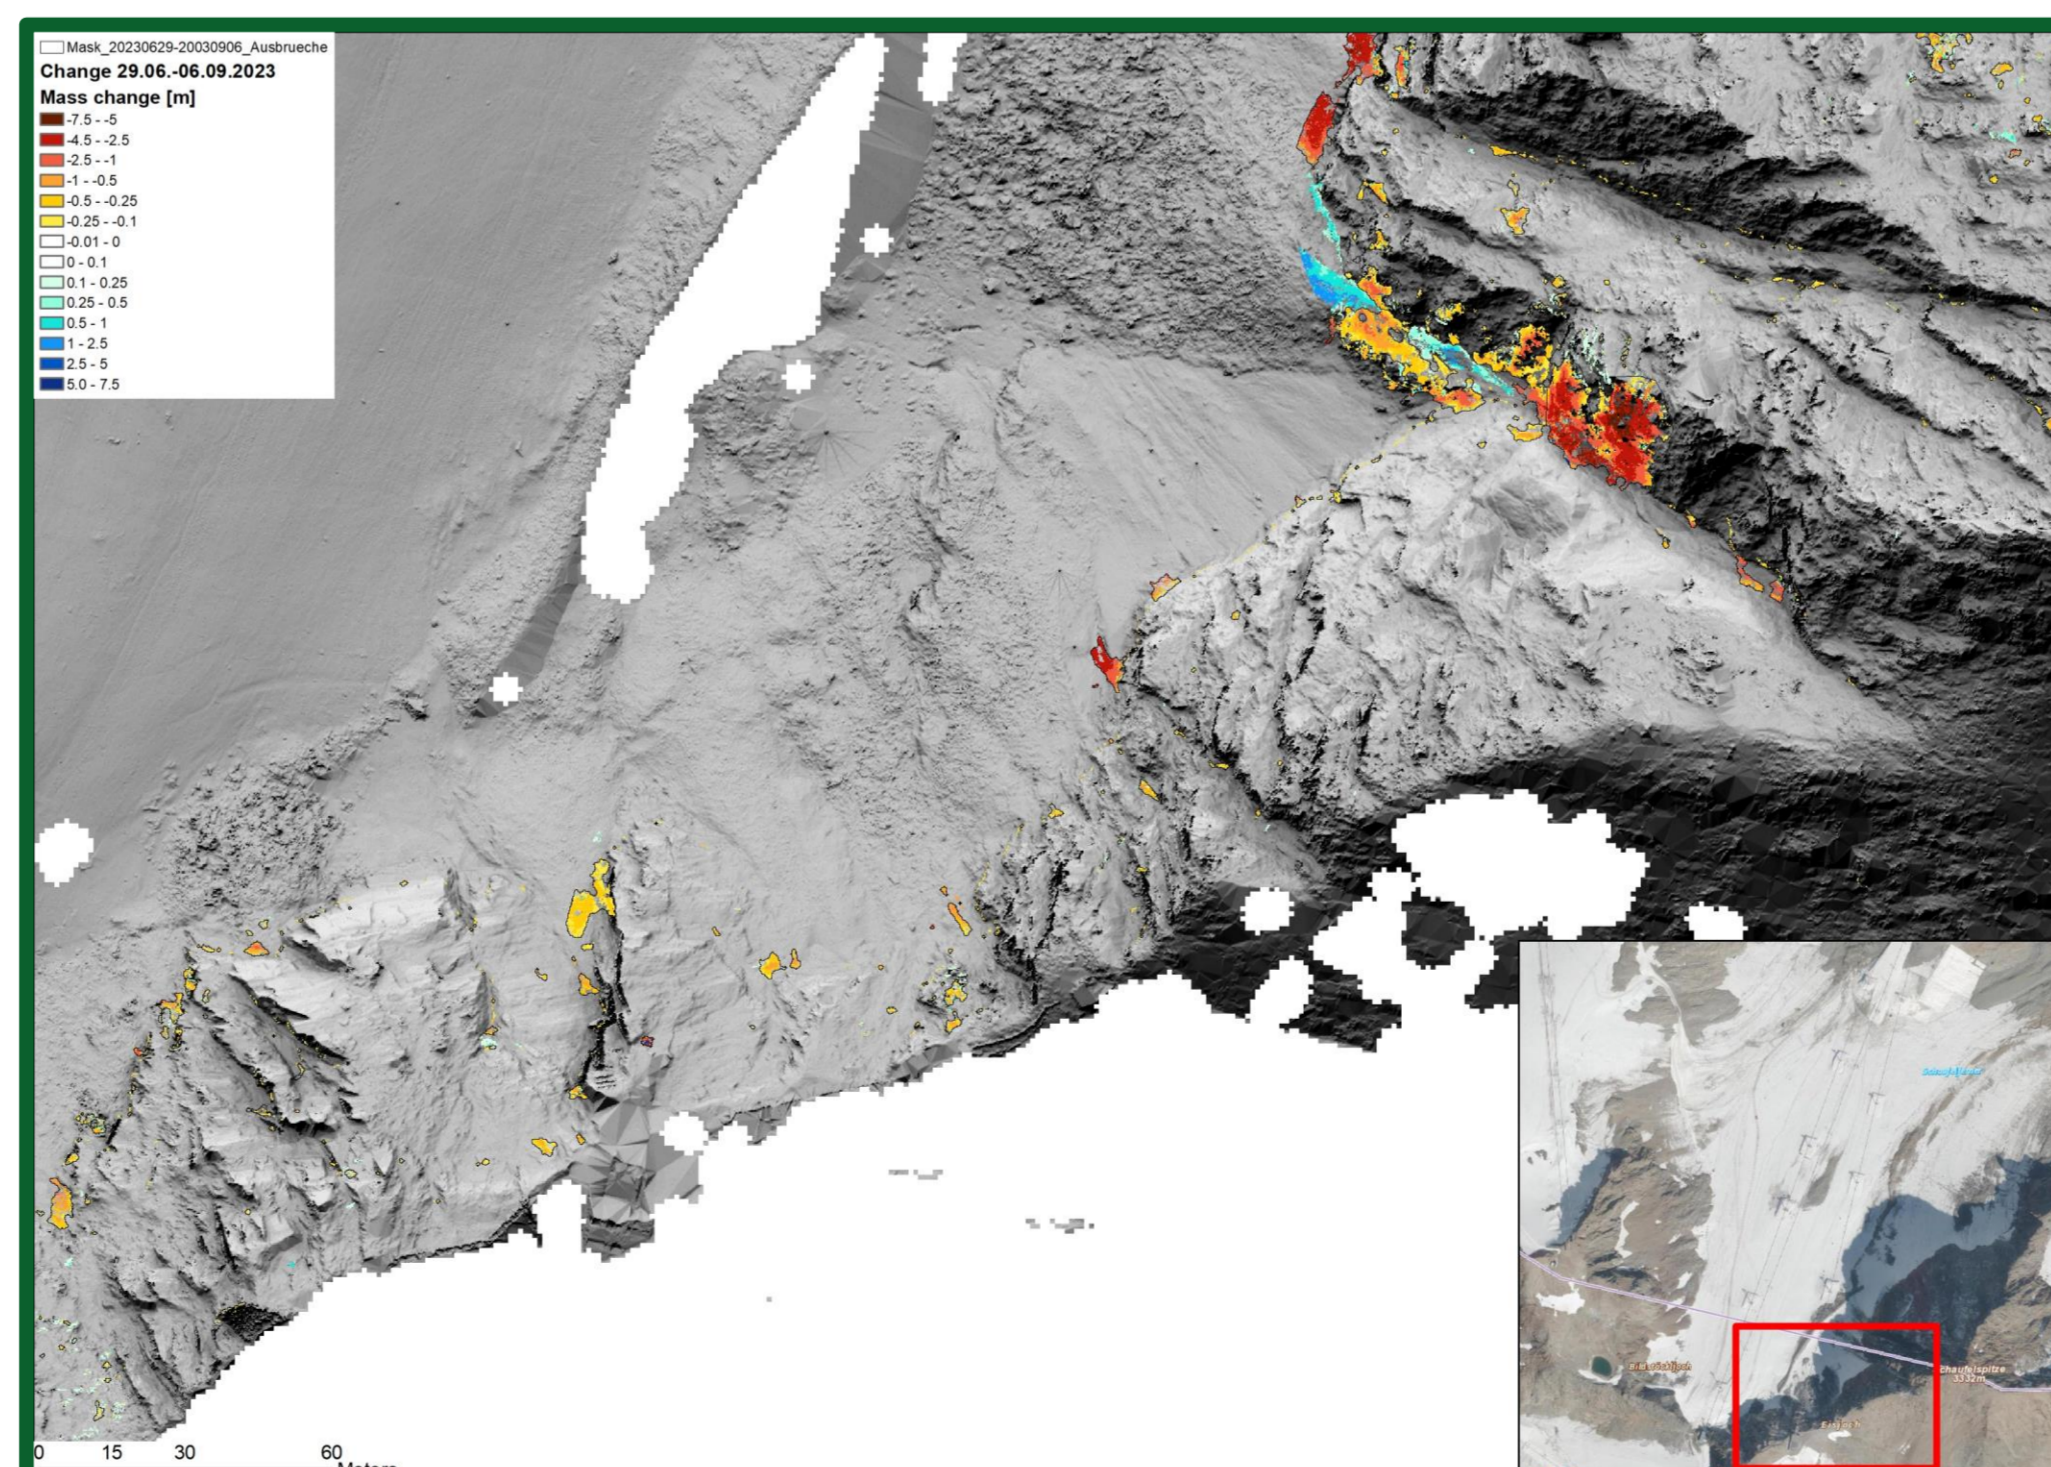 Mask_20230629-20030906_Ausbrueche
Change 29.06.-06.09.2023
Mass change [m]
-7.5 - -5
-4.5 - -2.5
-2.5 - -1
-1 - -0.5
-0.5 - -0.25
-0.25 - -0.1
-0.01 - 0
0 - 0.1
0.1 - 0.25
0.25 - 0.5
0.5 - 1
1 - 2.5
2.5 - 5
5.0 - 7.5
chaufelspitze
3332m
Eisjoch
0 15 30 60
Meters